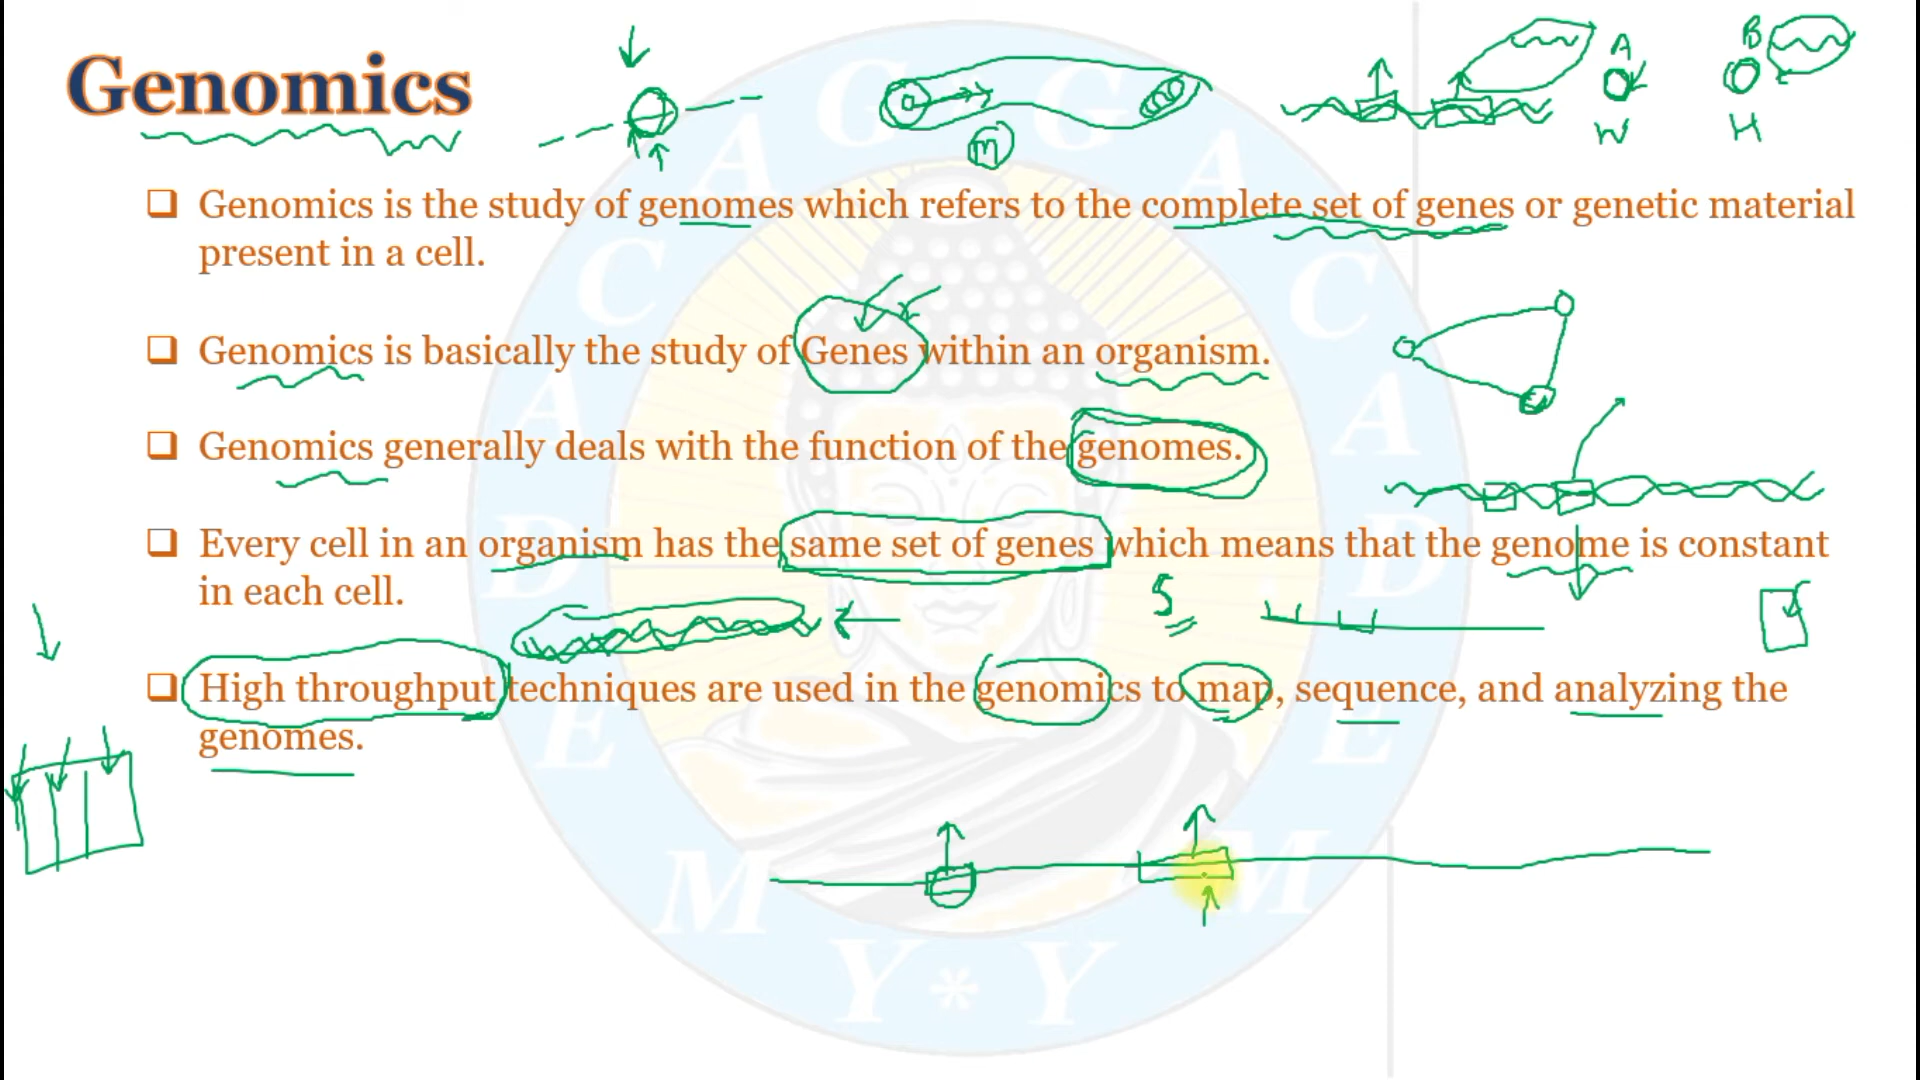 Genomics
A
B
W
H
m
❑ Genomics is the study of genomes which refers to the complete set of genes or genetic material
present in a cell.
❑ Genomics is basically the study of Genes within an organism.
❑ Genomics generally deals with the function of the genomes.
❑ Every cell in an organism has the same set of genes which means that the genome is constant
in each cell.
5
❑ High throughput techniques are used in the genomics to map, sequence, and analyzing the
genomes.
GAGGA ACADEMY * ACADEMY